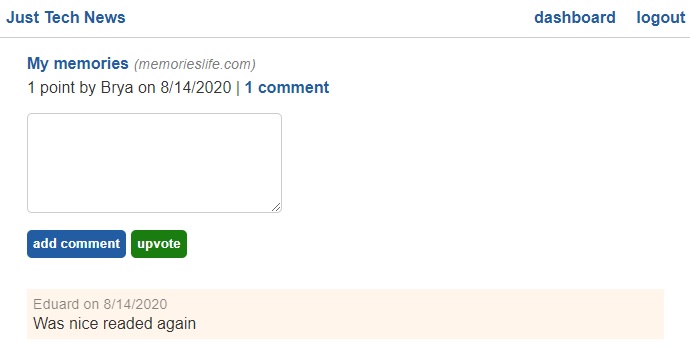 Just Tech News dashboard logout
My memories (memorieslife.com)
1 point by Brya on 8/14/2020 | 1 comment
add comment upvote
Eduard on 8/14/2020
Was nice readed again